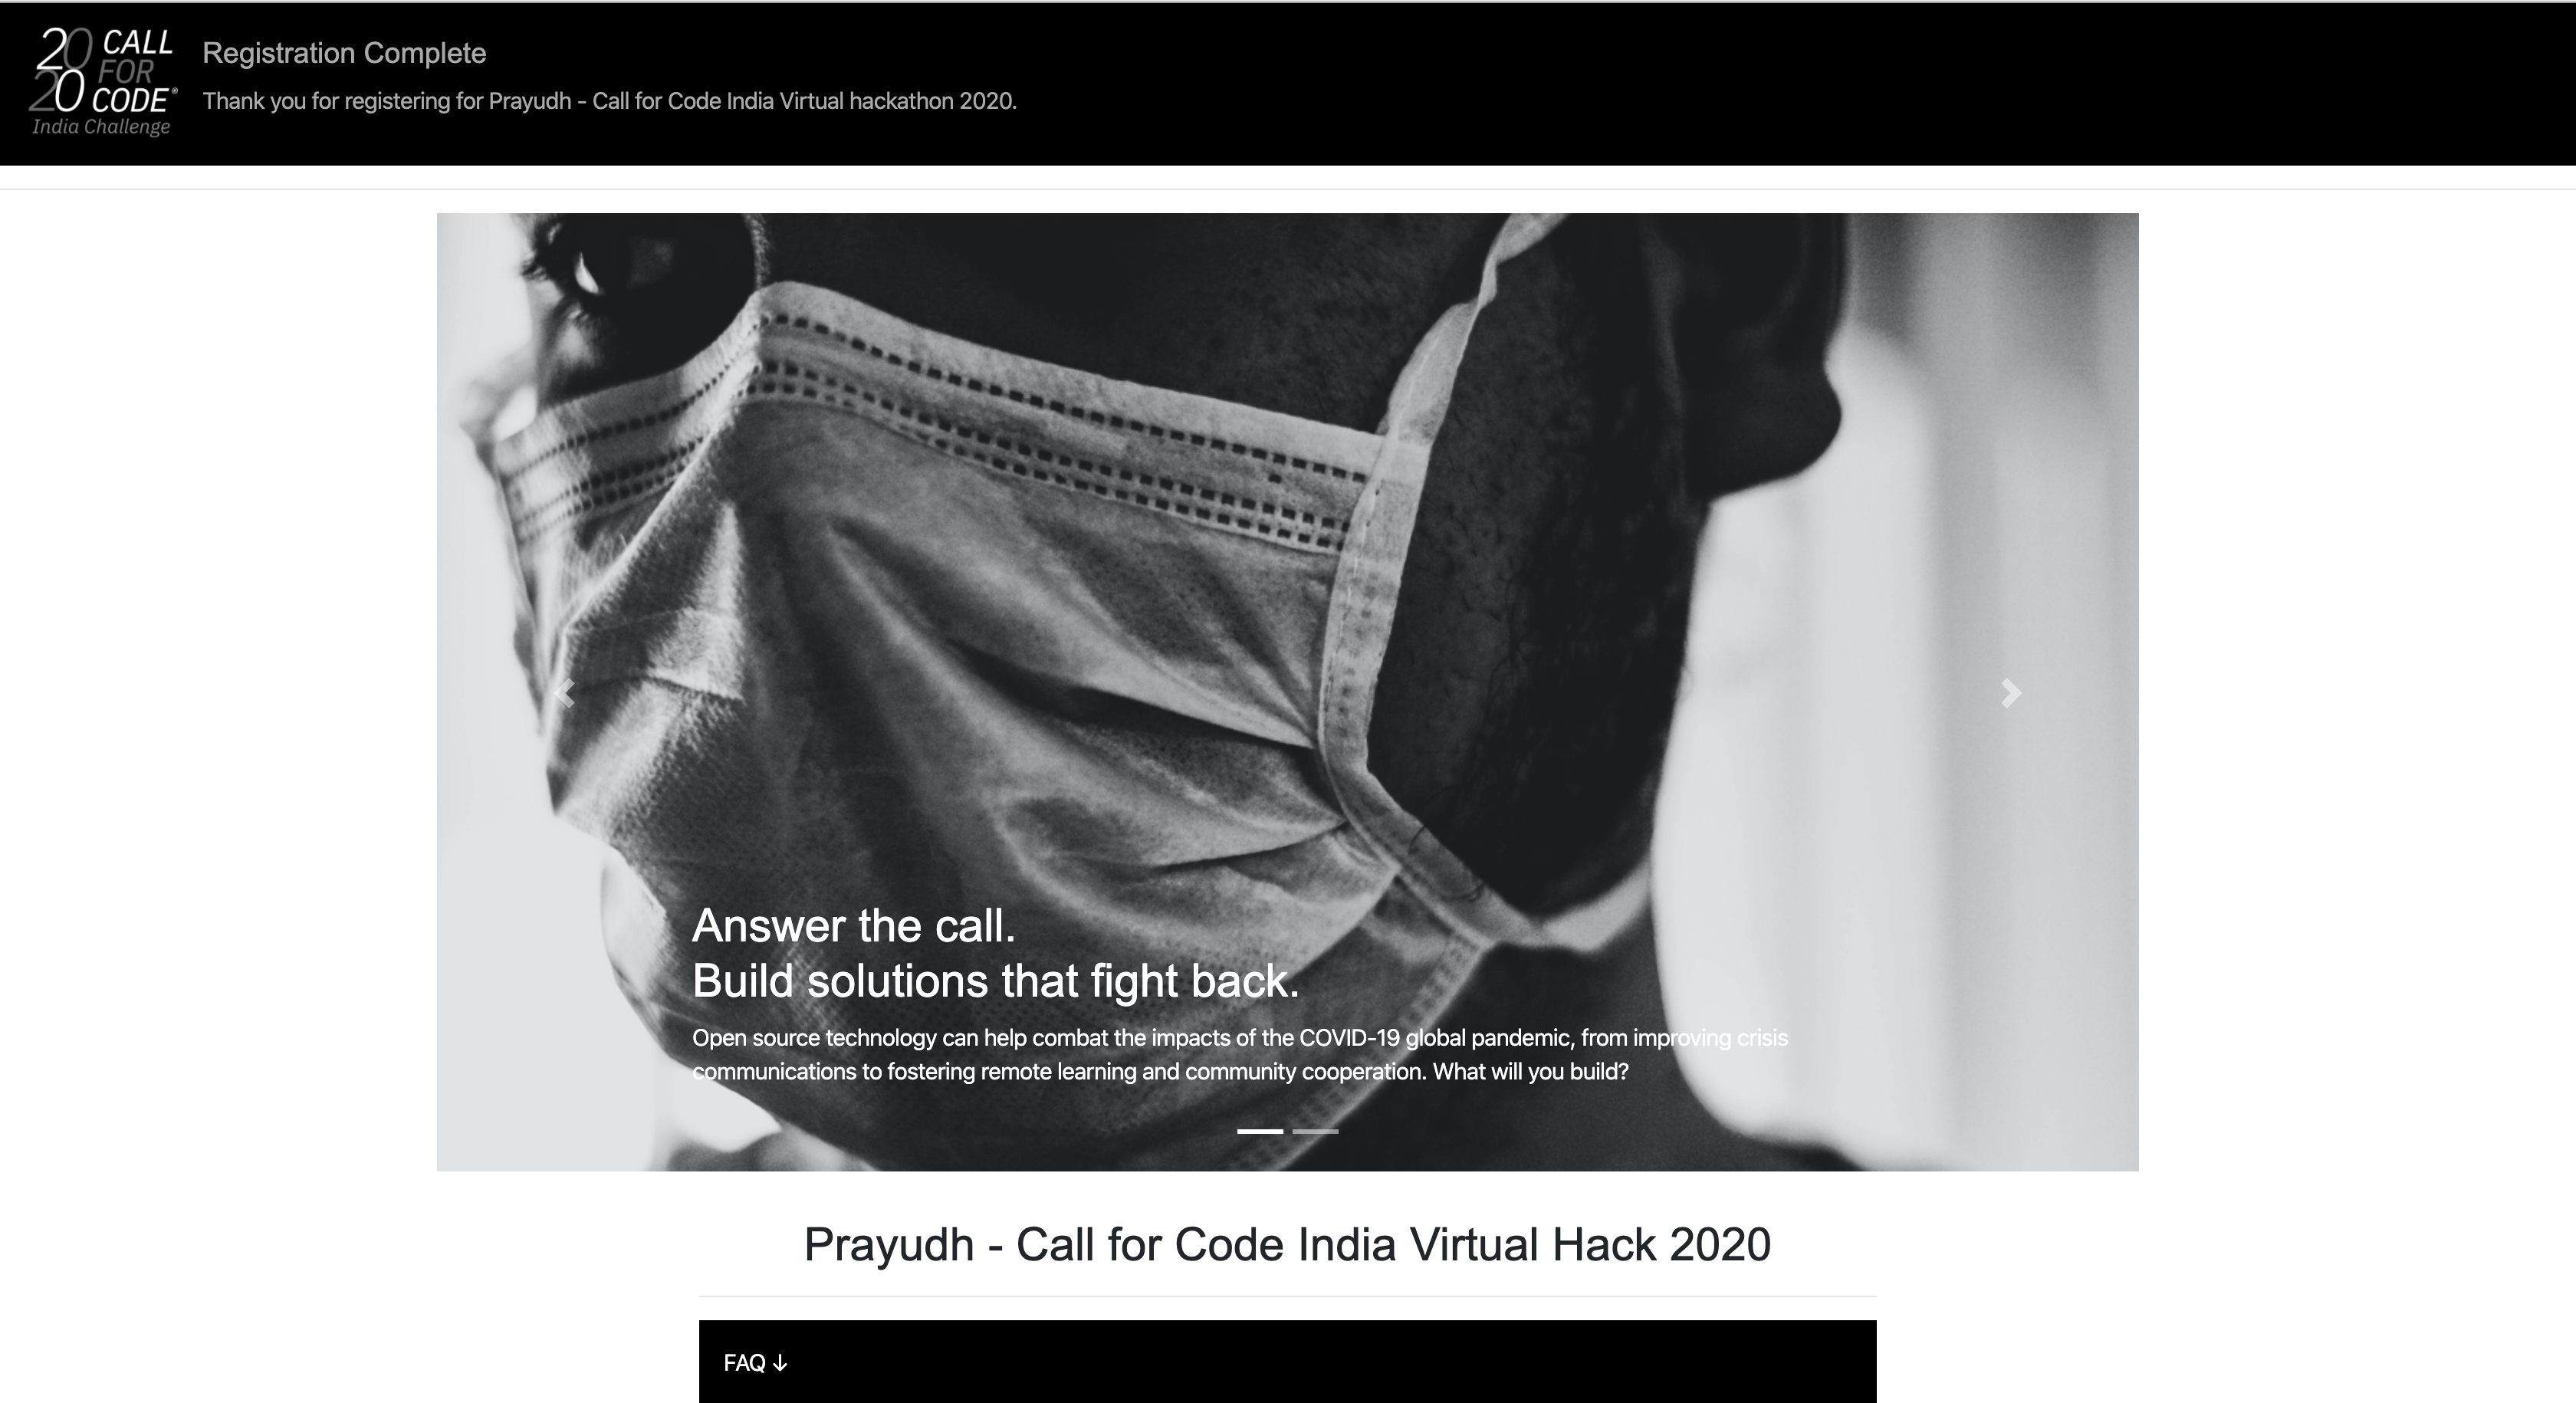 20 CALL
FOR
20 CODE®
India Challenge
Registration Complete
Thank you for registering for Prayudh - Call for Code India Virtual hackathon 2020.
Answer the call.
Build solutions that fight back.
Open source technology can help combat the impacts of the COVID-19 global pandemic, from improving crisis
communications to fostering remote learning and community cooperation. What will you build?
Prayudh - Call for Code India Virtual Hack 2020
FAQ ↓